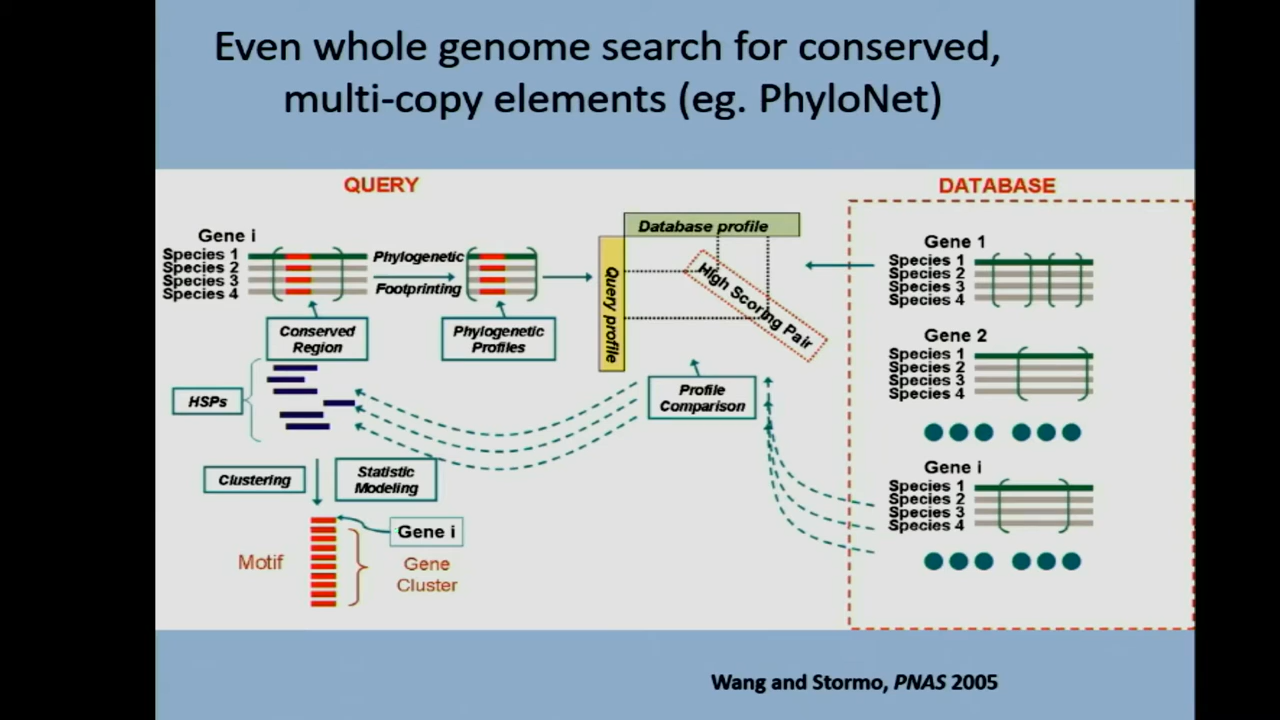 Even whole genome search for conserved,
multi-copy elements (eg. PhyloNet)
QUERY
DATABASE
Gene i
Species 1
Species 2
Species 3
Species 4
Phylogenetic
Footprinting
Conserved
Region
Phylogenetic
Profiles
Database profile
Query profile
High Scoring Pair
Profile
Comparison
Gene 1
Species 1
Species 2
Species 3
Species 4
Gene 2
Species 1
Species 2
Species 3
Species 4
Gene i
Species 1
Species 2
Species 3
Species 4
HSPs
Clustering
Statistic
Modeling
Gene i
Motif
Gene
Cluster
Wang and Stormo, PNAS 2005